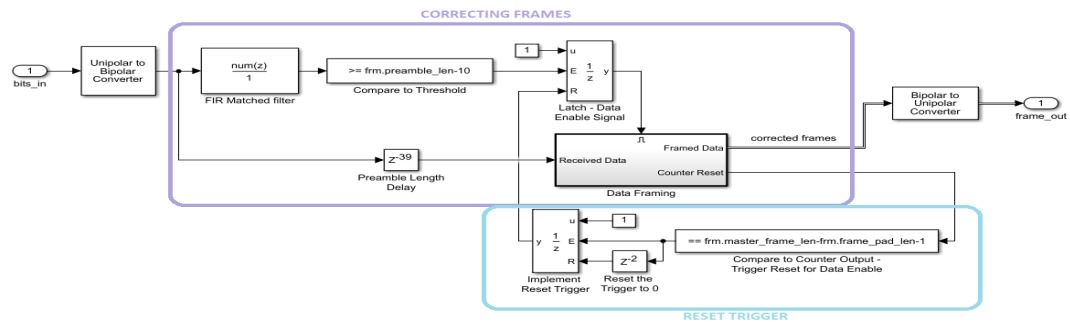 CORRECTING FRAMES
1
bits_in
Unipolar to
Bipolar
Converter
num(z)
1
FIR Matched filter
>= frm.preamble_len-10
Compare to Threshold
1
u
E
R
1
z
y
Latch - Data
Enable Signal
Z-39
Preamble Length
Delay
Received Data
Framed Data
Counter Reset
Data Framing
corrected frames
Bipolar to
Unipolar
Converter
1
frame_out
u
E
R
1
z
y
Implement
Reset Trigger
1
Z-2
Reset the
Trigger to 0
== frm.master_frame_len-frm.frame_pad_len-1
Compare to Counter Output -
Trigger Reset for Data Enable
RESET TRIGGER